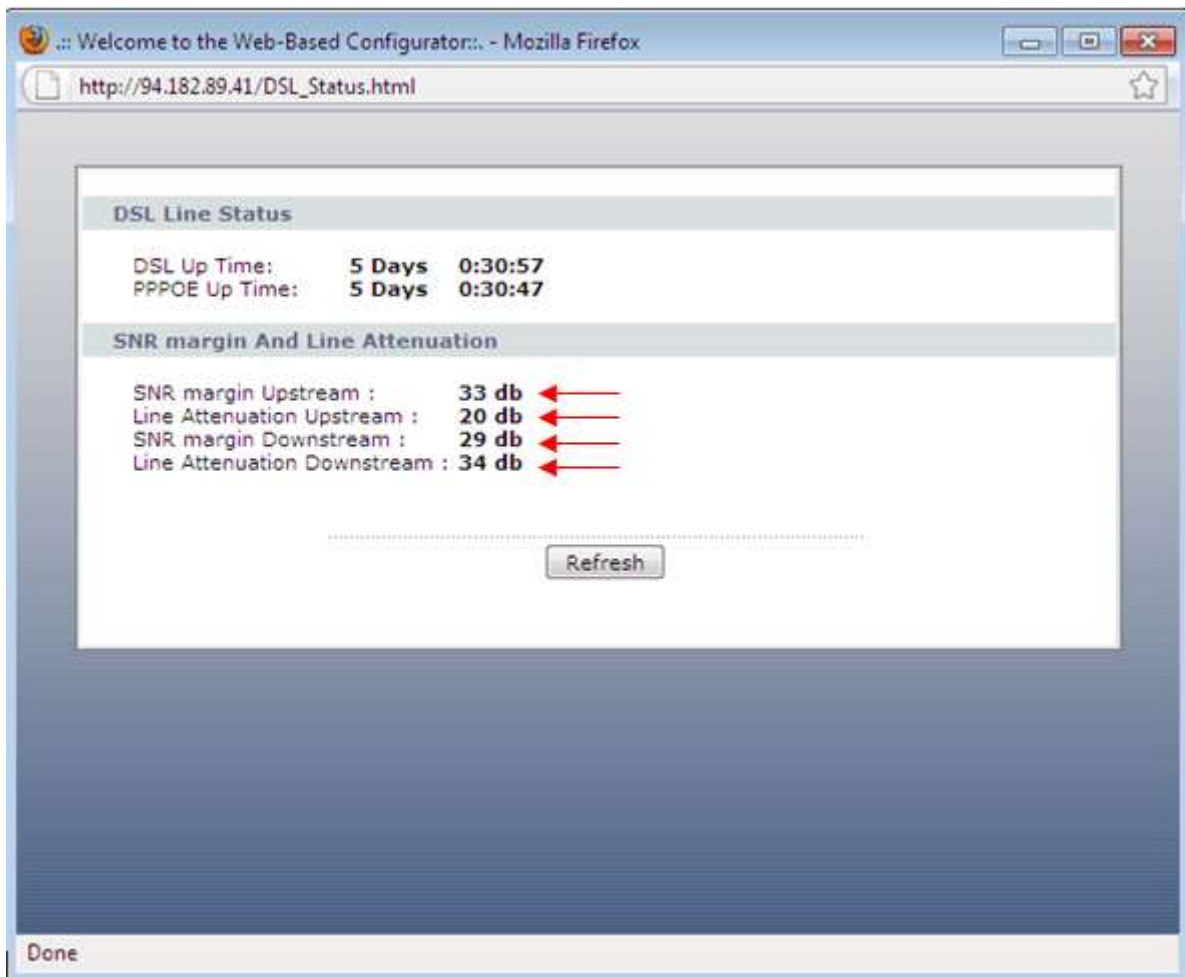 .:: Welcome to the Web-Based Configurator::. - Mozilla Firefox
http://94.182.89.41/DSL_Status.html
DSL Line Status
DSL Up Time: 5 Days 0:30:57
PPPOE Up Time: 5 Days 0:30:47
SNR margin And Line Attenuation
SNR margin Upstream : 33 db
Line Attenuation Upstream : 20 db
SNR margin Downstream : 29 db
Line Attenuation Downstream : 34 db
Refresh
Done